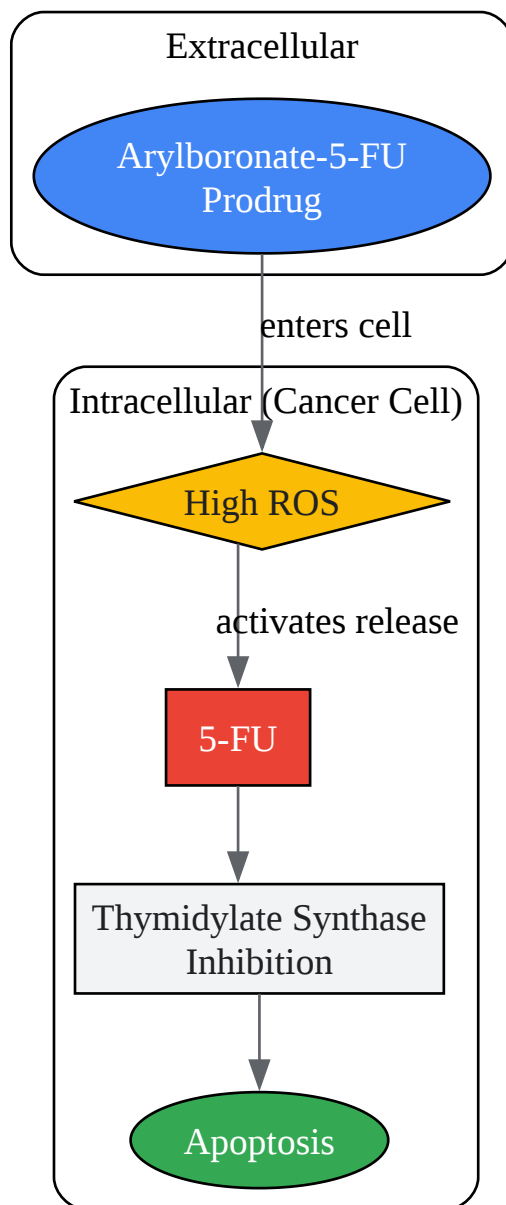 Extracellular
Arylboronate-5-FU
Prodrug
enters cell
Intracellular (Cancer Cell)
High ROS
activates release
5-FU
Thymidylate Synthase
Inhibition
Apoptosis